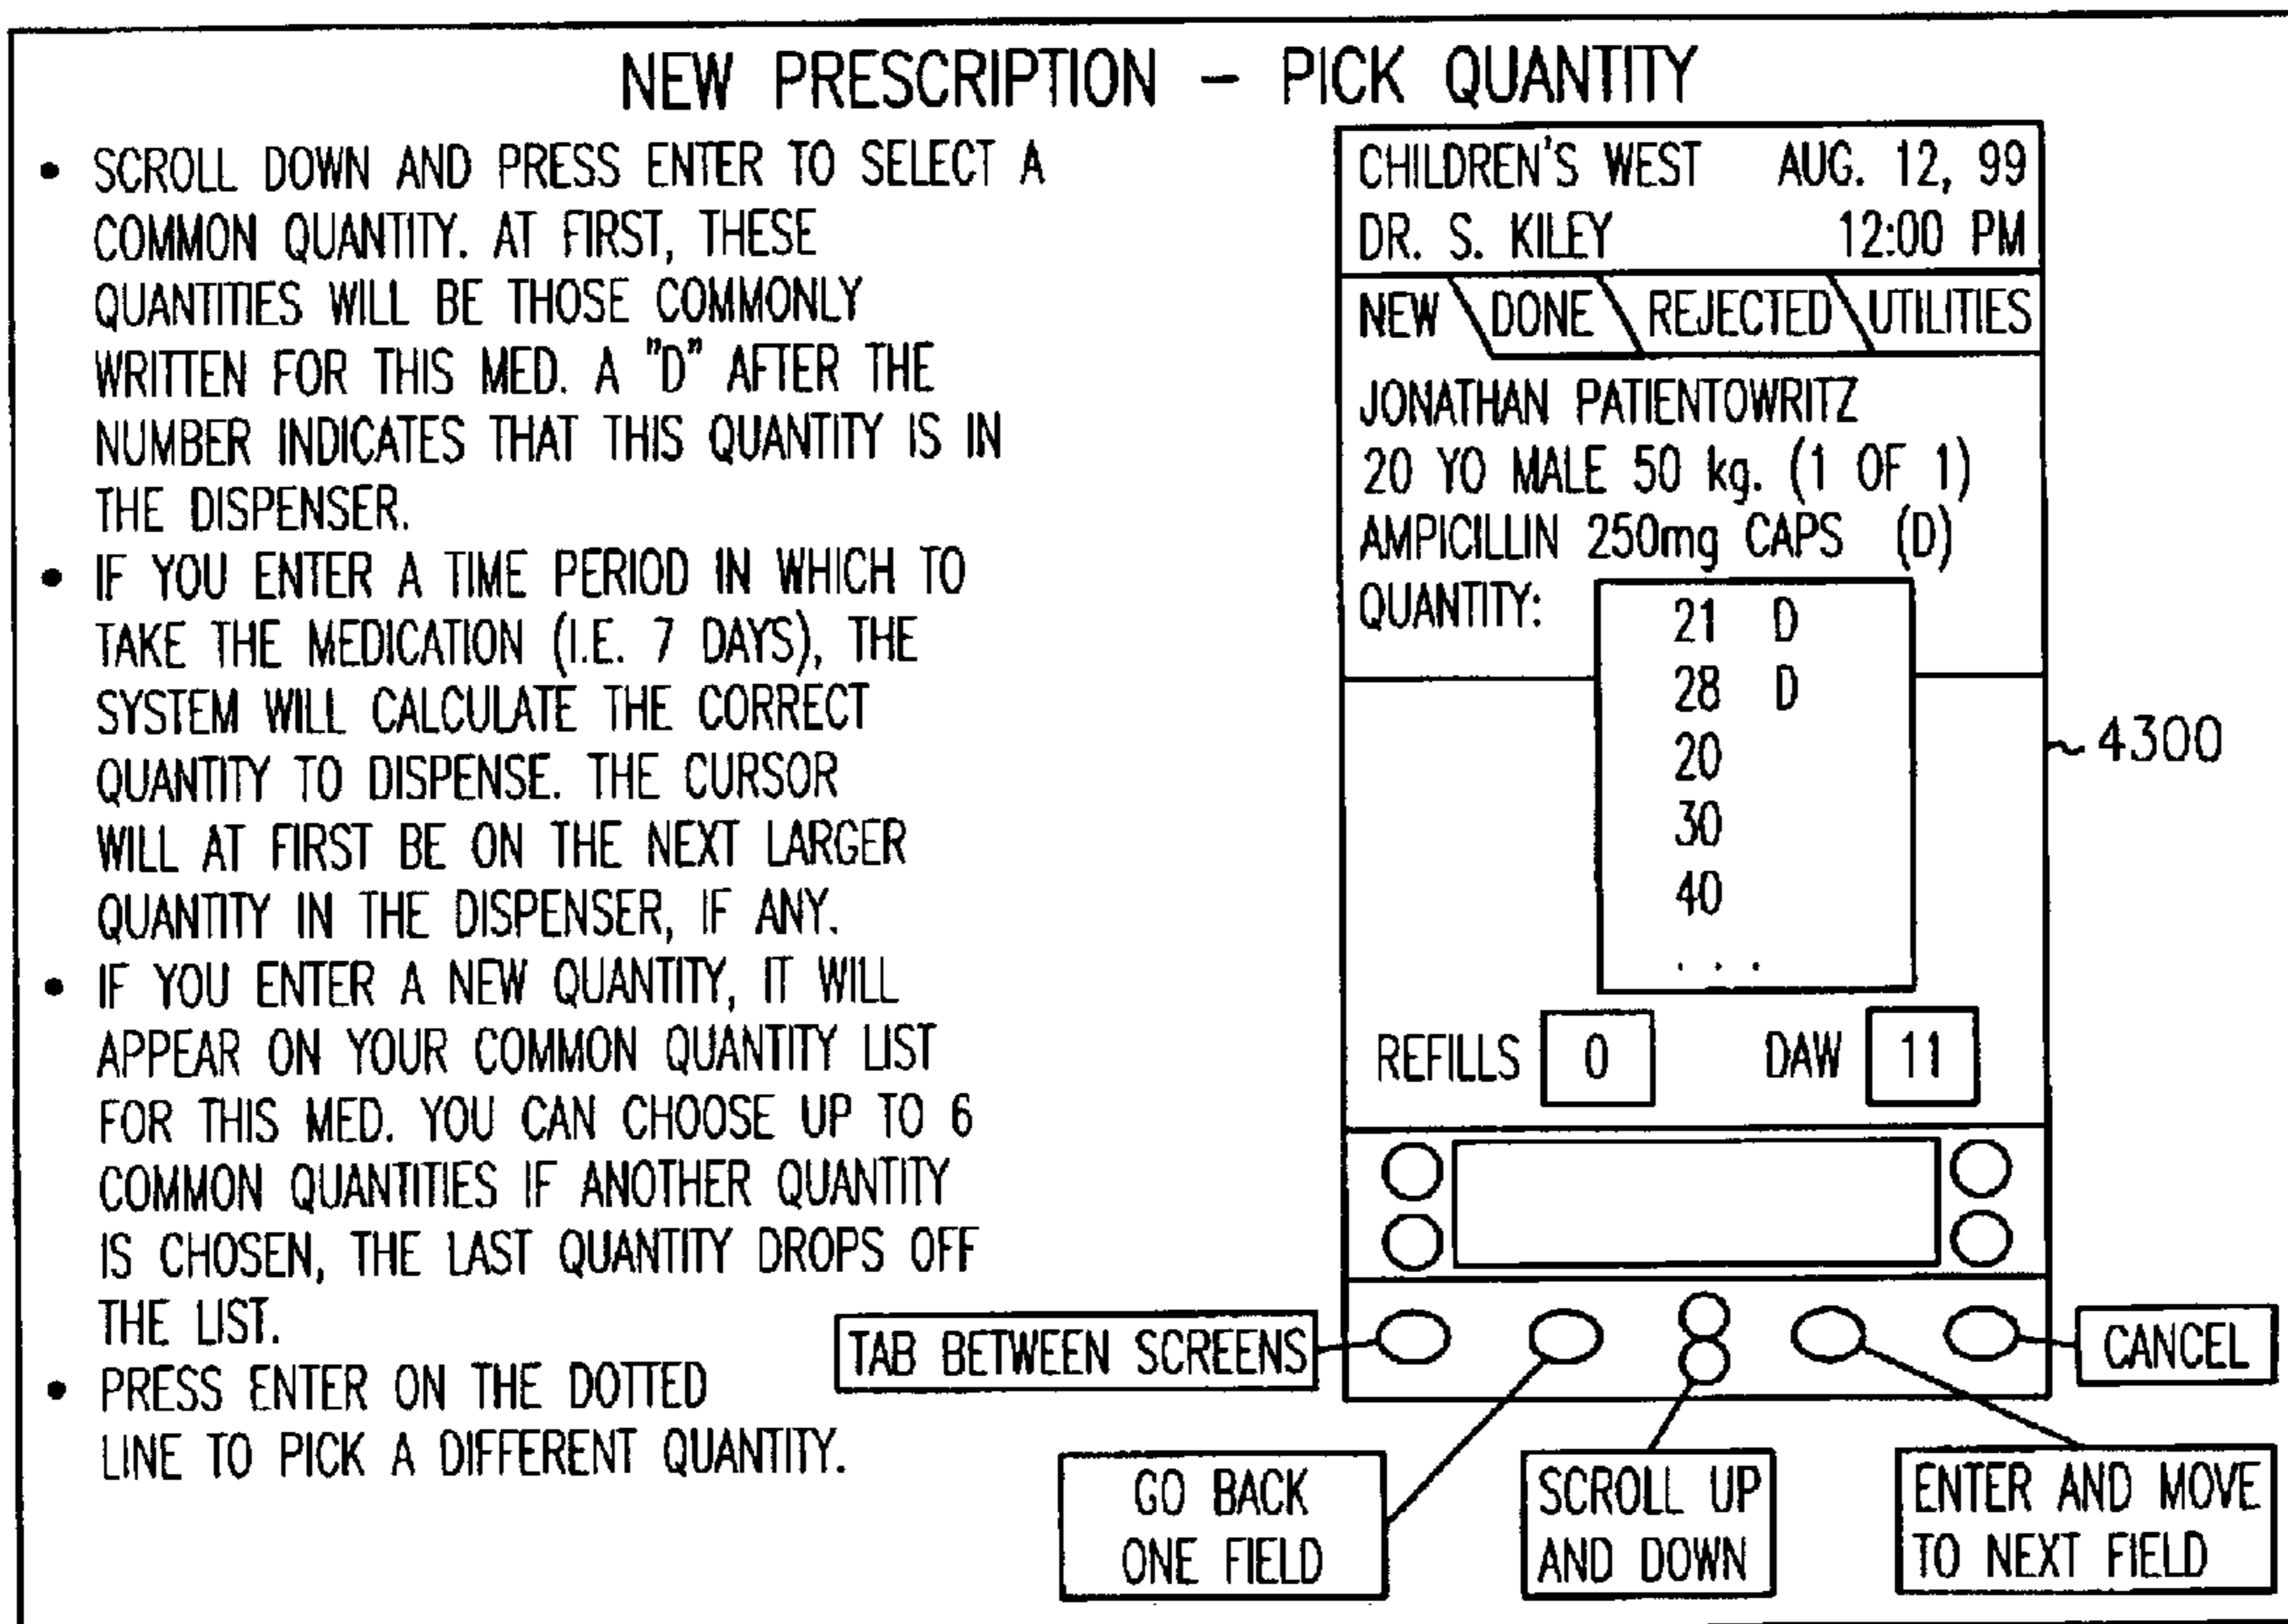 NEW PRESCRIPTION – PICK QUANTITY
• SCROLL DOWN AND PRESS ENTER TO SELECT A
COMMON QUANTITY. AT FIRST, THESE
QUANTITIES WILL BE THOSE COMMONLY
WRITTEN FOR THIS MED. A "D" AFTER THE
NUMBER INDICATES THAT THIS QUANTITY IS IN
THE DISPENSER.
• IF YOU ENTER A TIME PERIOD IN WHICH TO
TAKE THE MEDICATION (I.E. 7 DAYS), THE
SYSTEM WILL CALCULATE THE CORRECT
QUANTITY TO DISPENSE. THE CURSOR
WILL AT FIRST BE ON THE NEXT LARGER
QUANTITY IN THE DISPENSER, IF ANY.
• IF YOU ENTER A NEW QUANTITY, IT WILL
APPEAR ON YOUR COMMON QUANTITY LIST
FOR THIS MED. YOU CAN CHOOSE UP TO 6
COMMON QUANTITIES IF ANOTHER QUANTITY
IS CHOSEN, THE LAST QUANTITY DROPS OFF
THE LIST.
• PRESS ENTER ON THE DOTTED
LINE TO PICK A DIFFERENT QUANTITY.
CHILDREN'S WEST AUG. 12, 99
DR. S. KILEY 12:00 PM
NEW DONE REJECTED UTILITIES
JONATHAN PATIENTOWRITZ
20 YO MALE 50 kg. (1 OF 1)
AMPICILLIN 250mg CAPS (D)
QUANTITY:
21 D
28 D
20
30
40
. . .
4300
REFILLS 0 DAW 11
TAB BETWEEN SCREENS
CANCEL
GO BACK
ONE FIELD
SCROLL UP
AND DOWN
ENTER AND MOVE
TO NEXT FIELD